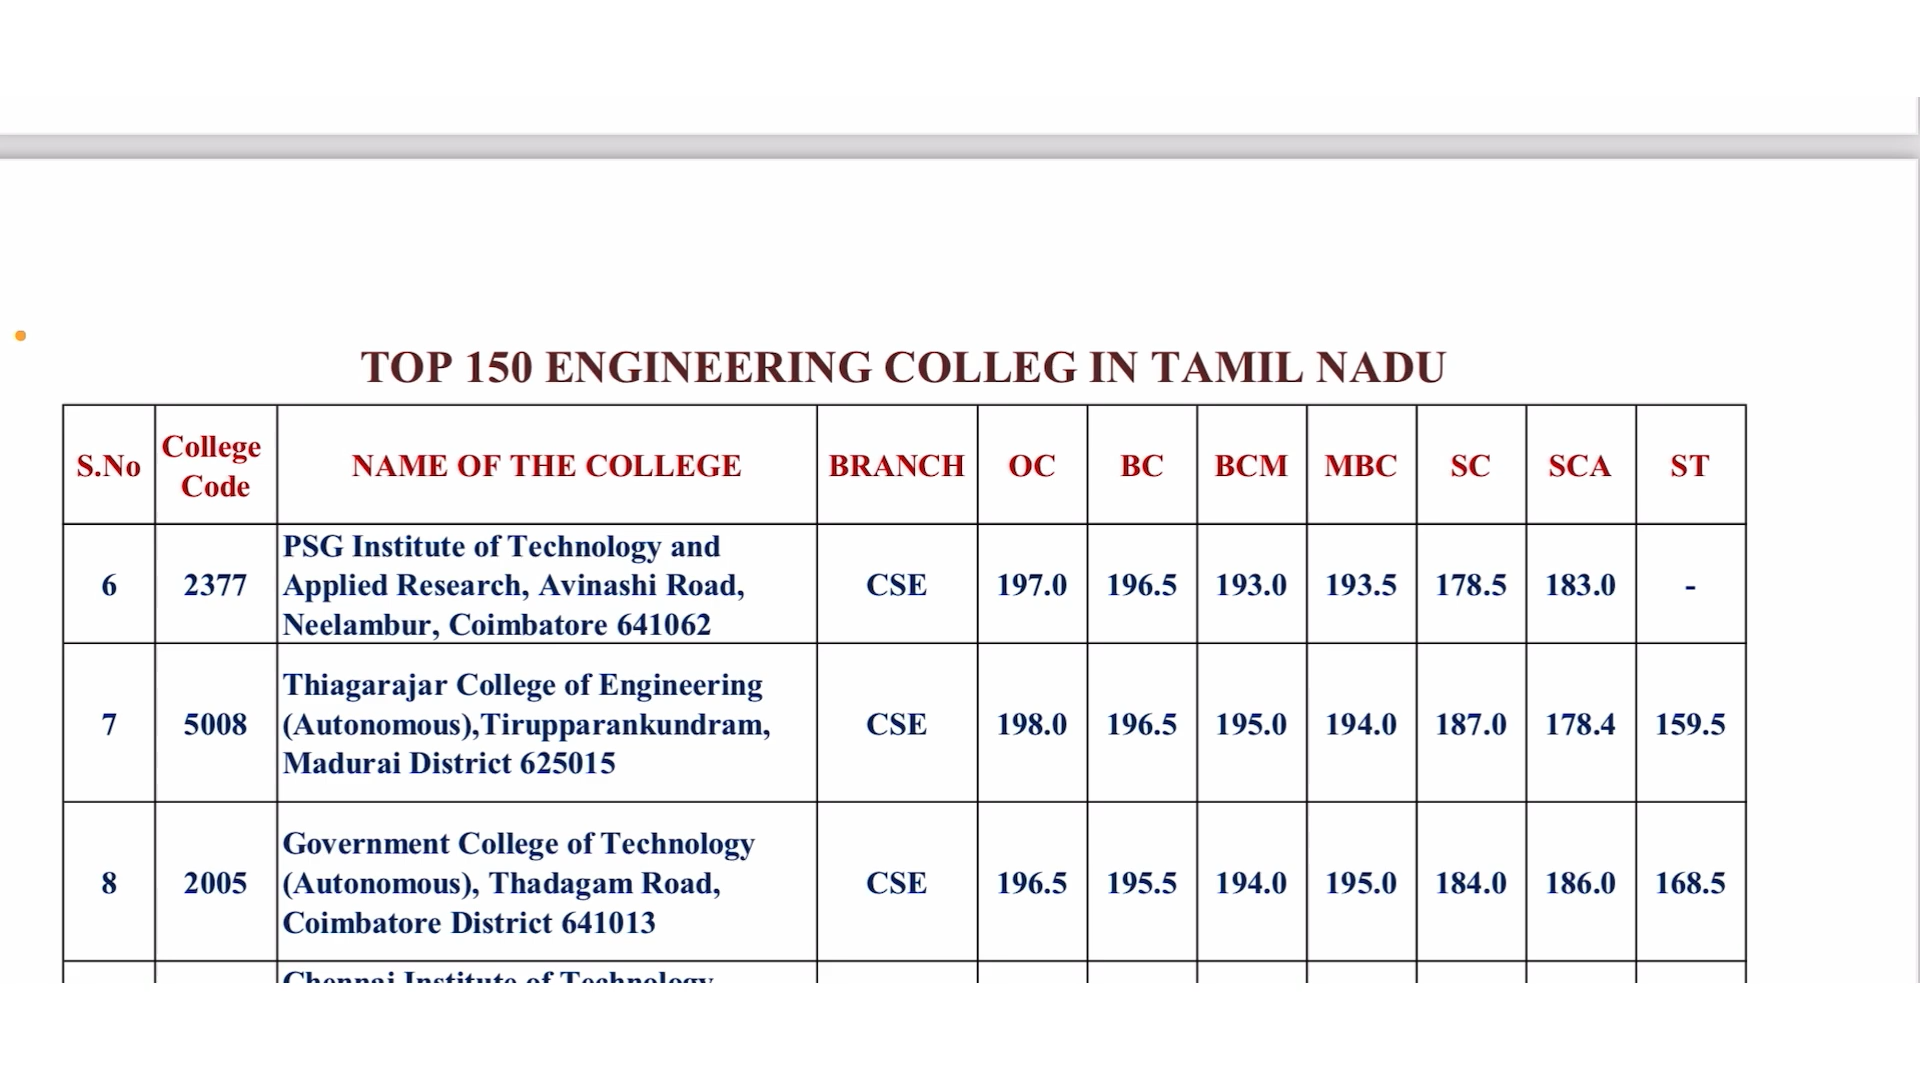 TOP 150 ENGINEERING COLLEG IN TAMIL NADU
S.No College Code NAME OF THE COLLEGE BRANCH OC BC BCM MBC SC SCA ST
6 2377 PSG Institute of Technology and
Applied Research, Avinashi Road,
Neelambur, Coimbatore 641062 CSE 197.0 196.5 193.0 193.5 178.5 183.0 -
7 5008 Thiagarajar College of Engineering
(Autonomous),Tirupparankundram,
Madurai District 625015 CSE 198.0 196.5 195.0 194.0 187.0 178.4 159.5
8 2005 Government College of Technology
(Autonomous), Thadagam Road,
Coimbatore District 641013 CSE 196.5 195.5 194.0 195.0 184.0 186.0 168.5
Chennai Institute of Technology